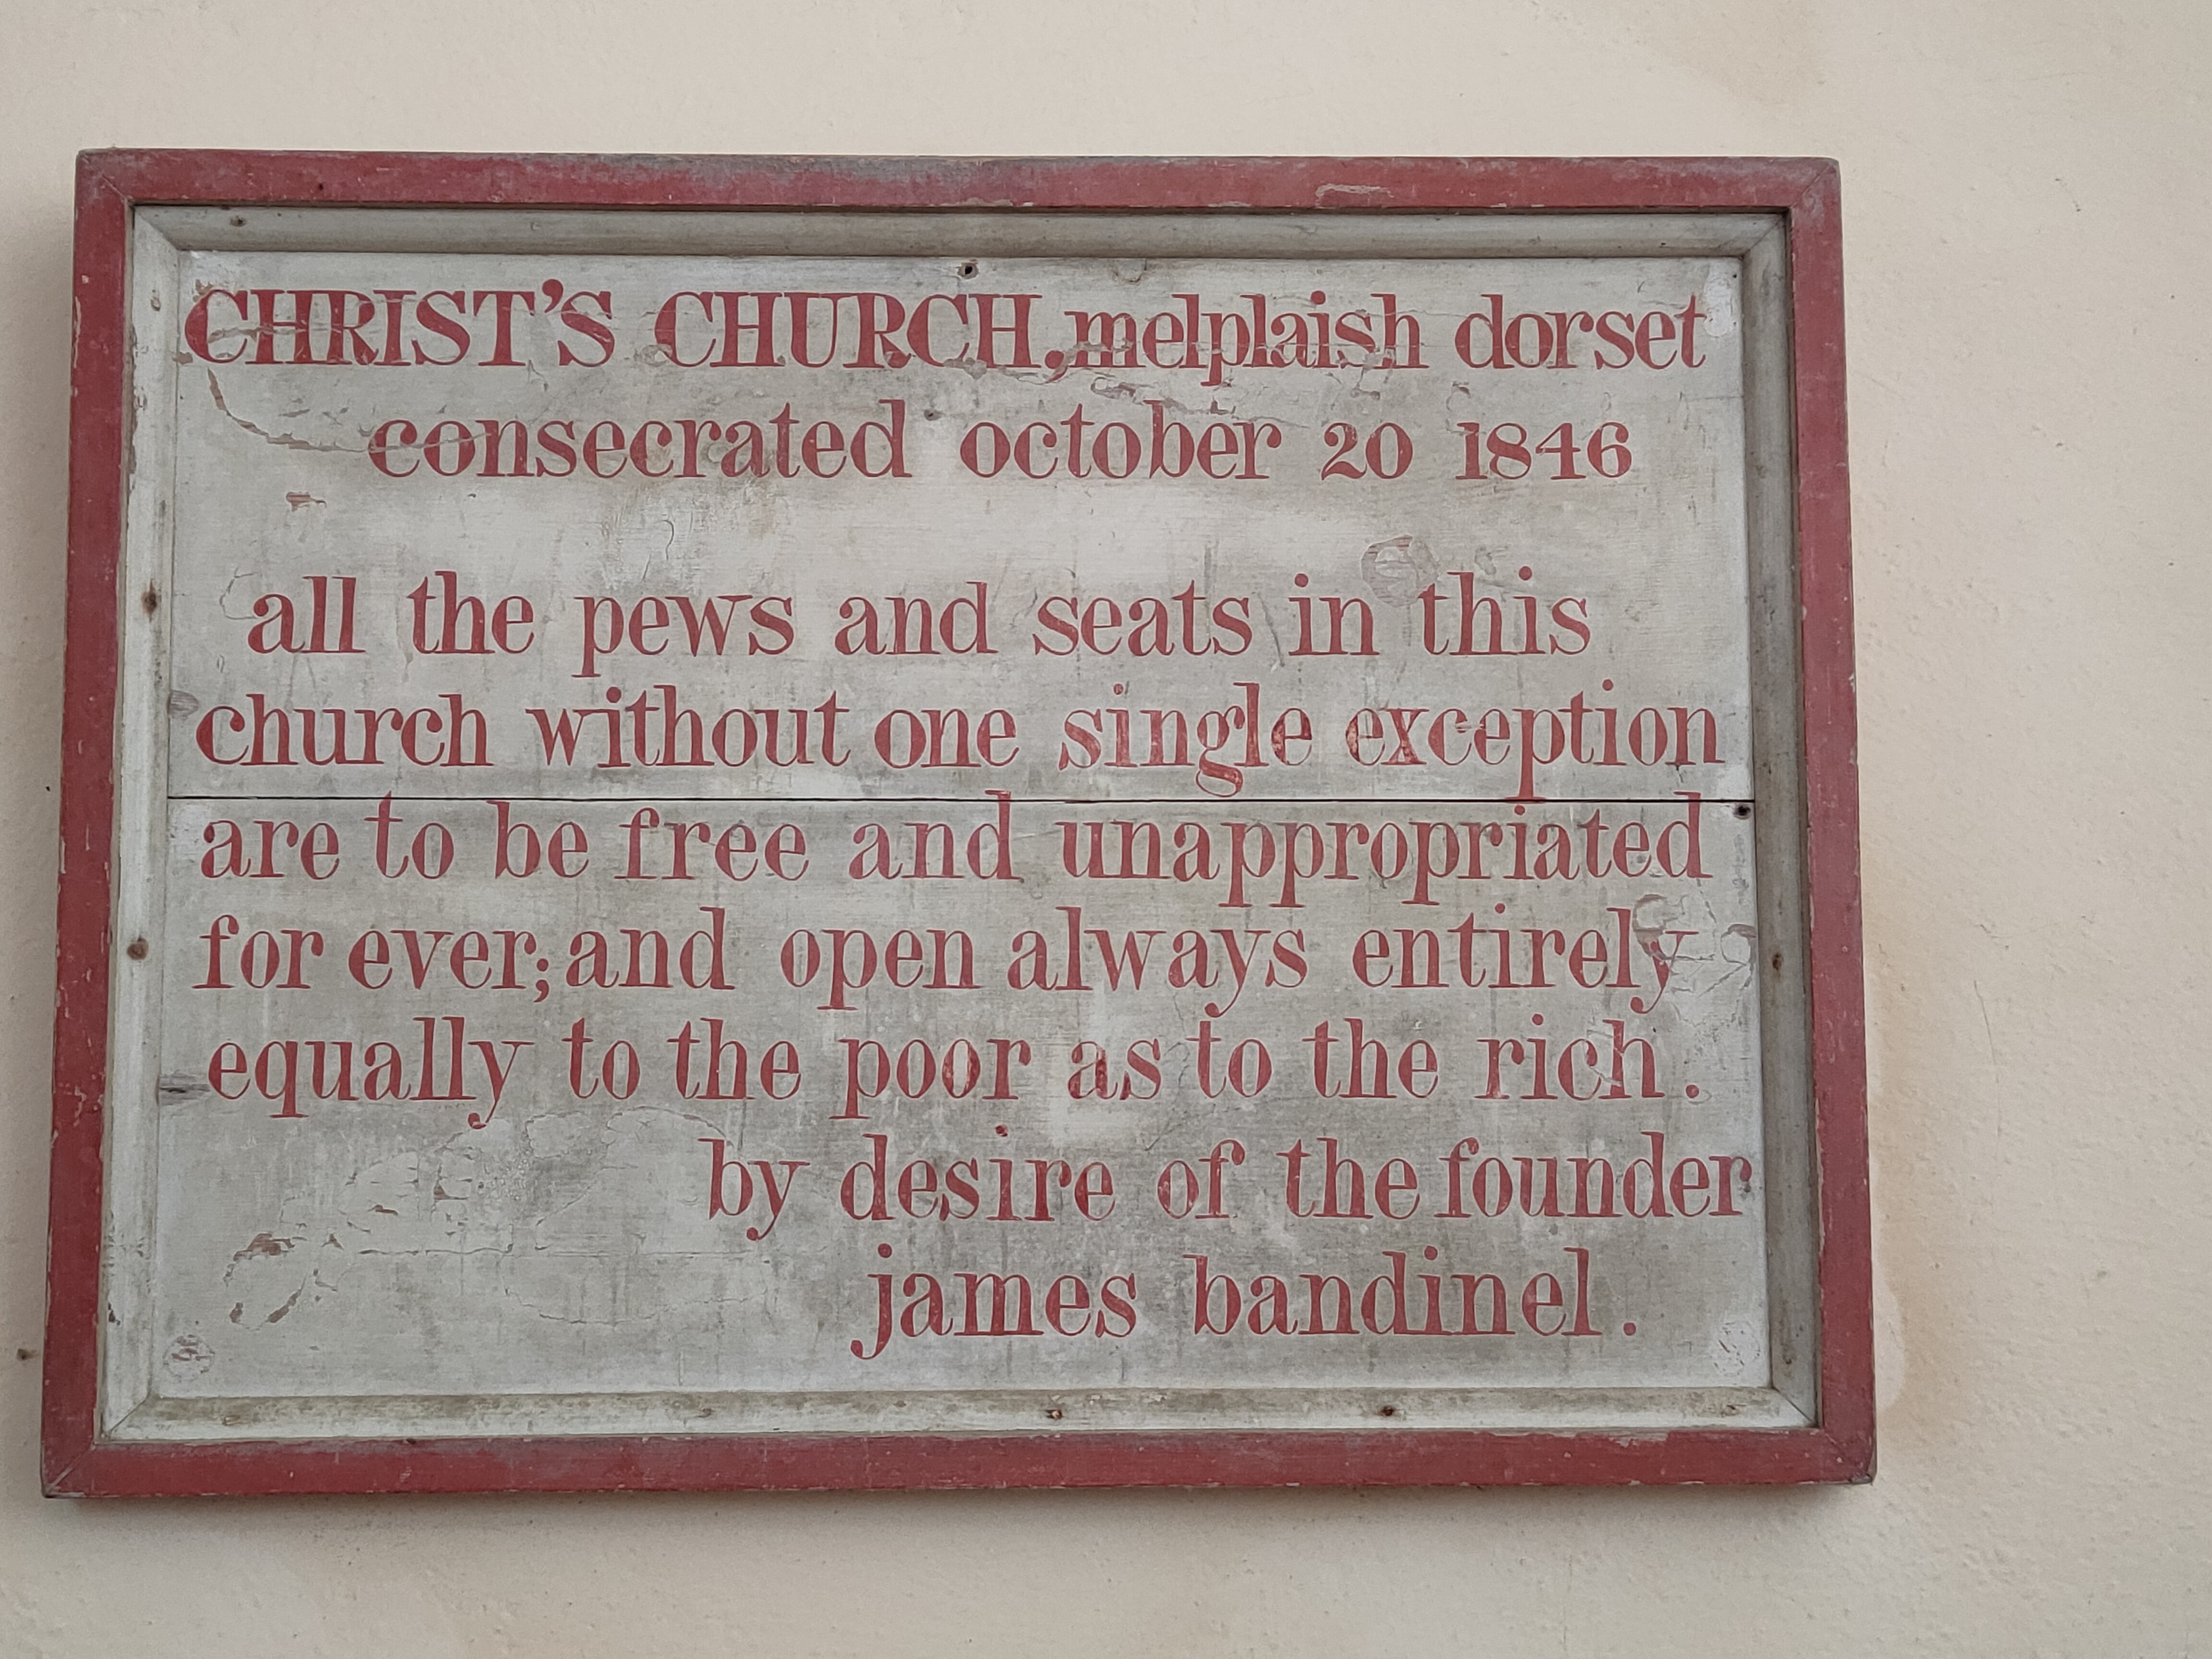 CHRIST'S CHURCH, melplaish dorset
consecrated october 20 1846
all the pews and seats in this
church without one single exception
are to be free and unappropriated
for ever; and open always entirely
equally to the poor as to the rich.
by desire of the founder
james bandinel.